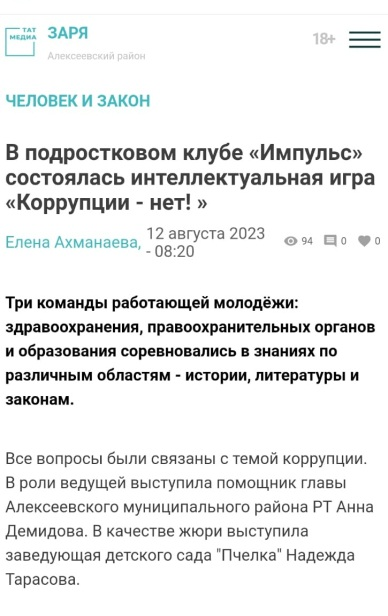 ТАТ
МЕДИА
ЗАРЯ
Алексеевский район
18+
ЧЕЛОВЕК И ЗАКОН
В подростковом клубе «Импульс»
состоялась интеллектуальная игра
«Коррупции - нет! »
Елена Ахманаева, 12 августа 2023
- 08:20
94 0 0
Три команды работающей молодёжи:
здравоохранения, правоохранительных органов
и образования соревновались в знаниях по
различным областям - истории, литературы и
законам.
Все вопросы были связаны с темой коррупции.
В роли ведущей выступила помощник главы
Алексеевского муниципального района РТ Анна
Демидова. В качестве жюри выступила
заведующая детского сада "Пчелка" Надежда
Тарасова.